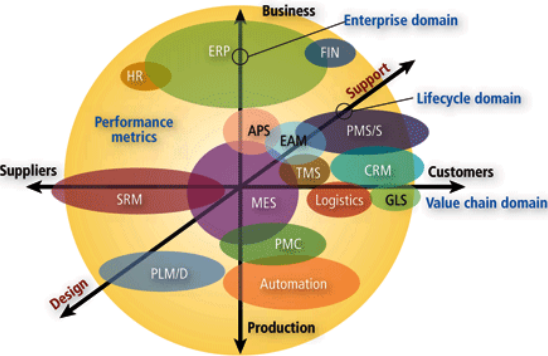 Business
Enterprise domain
ERP
FIN
HR
Support
Lifecycle domain
Performance
metrics
APS
EAM
PMS/S
Suppliers
TMS
CRM
Customers
SRM
MES
Logistics
GLS
Value chain domain
PMC
PLM/D
Automation
Design
Production